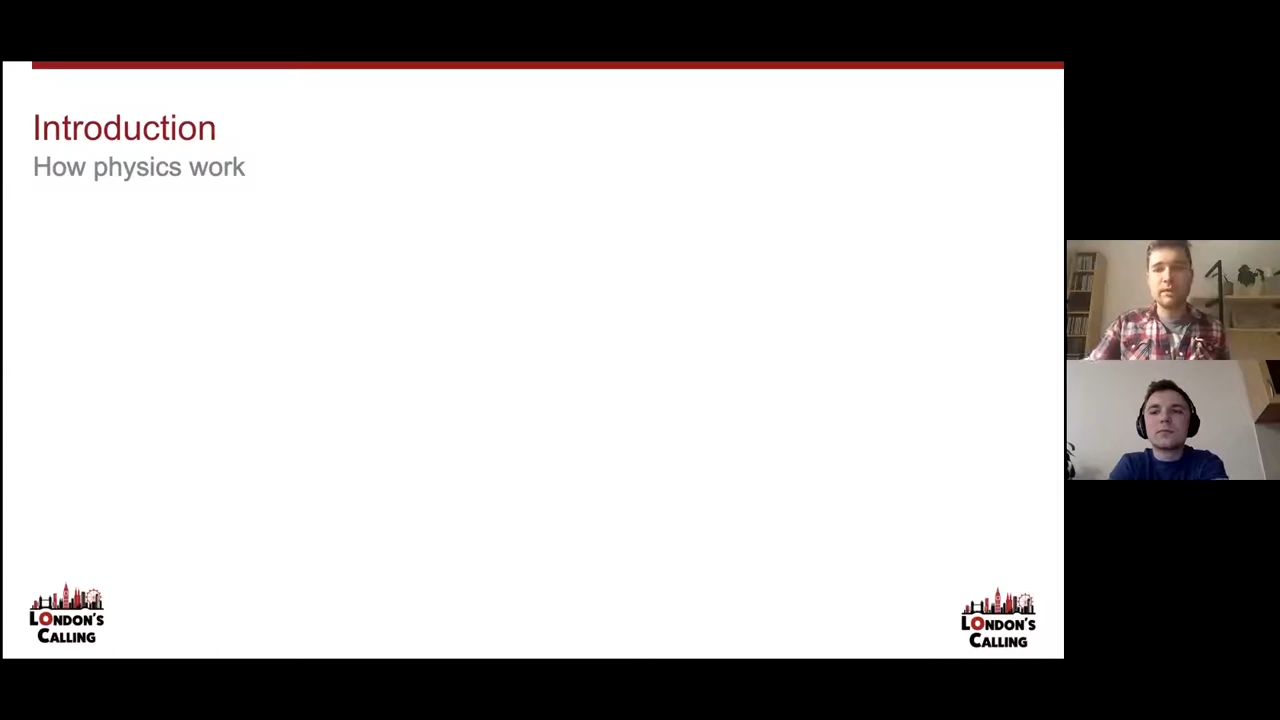 Introduction
How physics work
LONDON'S
CALLING
LONDON'S
CALLING